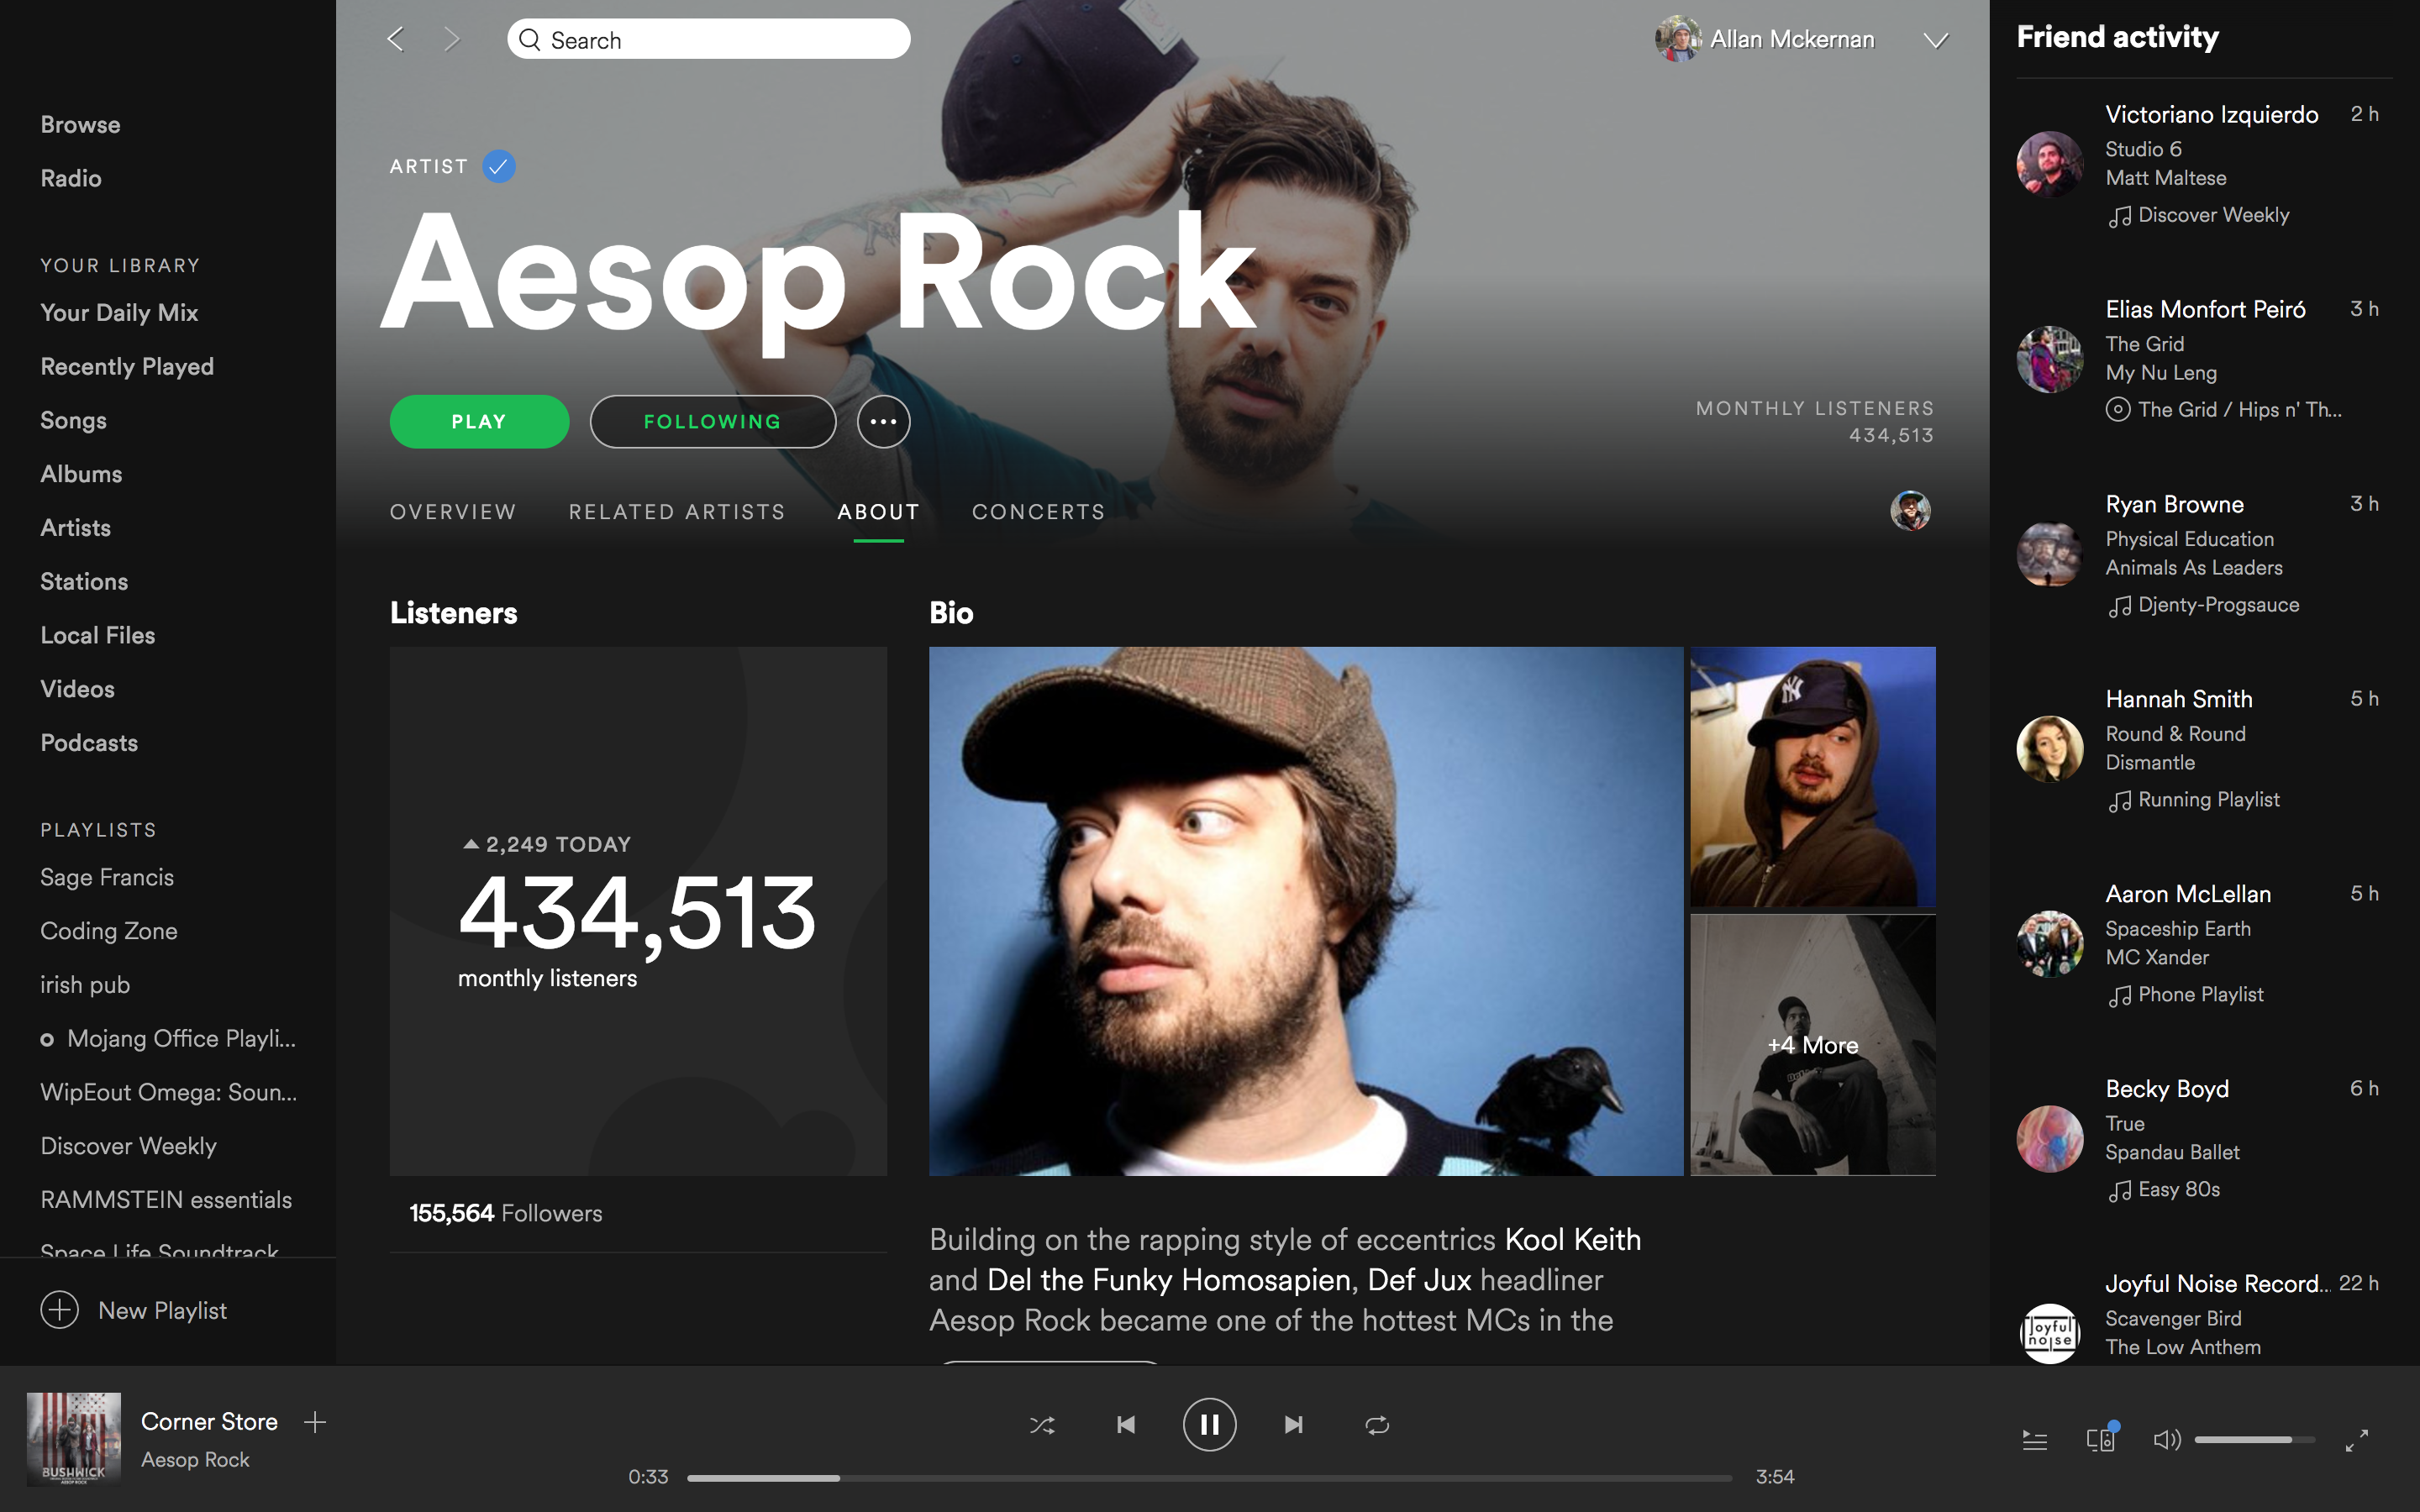 Browse
Radio
YOUR LIBRARY
Your Daily Mix
Recently Played
Songs
Albums
Artists
Stations
Local Files
Videos
Podcasts
PLAYLISTS
Sage Francis
Coding Zone
irish pub
Mojang Office Playli...
WipEout Omega: Soun...
Discover Weekly
RAMMSTEIN essentials
Space Life Soundtrack
New Playlist
Search
Allan Mckernan
ARTIST
Aesop Rock
PLAY
FOLLOWING
MONTHLY LISTENERS
434,513
OVERVIEW RELATED ARTISTS ABOUT CONCERTS
Listeners
2,249 TODAY
434,513
monthly listeners
155,564 Followers
Bio
NY
+4 More
Building on the rapping style of eccentrics Kool Keith
and Del the Funky Homosapien, Def Jux headliner
Aesop Rock became one of the hottest MCs in the
Friend activity
Victoriano Izquierdo 2 h
Studio 6
Matt Maltese
Discover Weekly
Elias Monfort Peiró 3 h
The Grid
My Nu Leng
The Grid / Hips n' Th...
Ryan Browne 3 h
Physical Education
Animals As Leaders
Djenty-Progsauce
Hannah Smith 5 h
Round & Round
Dismantle
Running Playlist
Aaron McLellan 5 h
Spaceship Earth
MC Xander
Phone Playlist
Becky Boyd 6 h
True
Spandau Ballet
Easy 80s
Joyful Noise Record... 22 h
Scavenger Bird
The Low Anthem
joyful
noise
BUSHWICK
AESOP ROCK
Corner Store
Aesop Rock
0:33
3:54